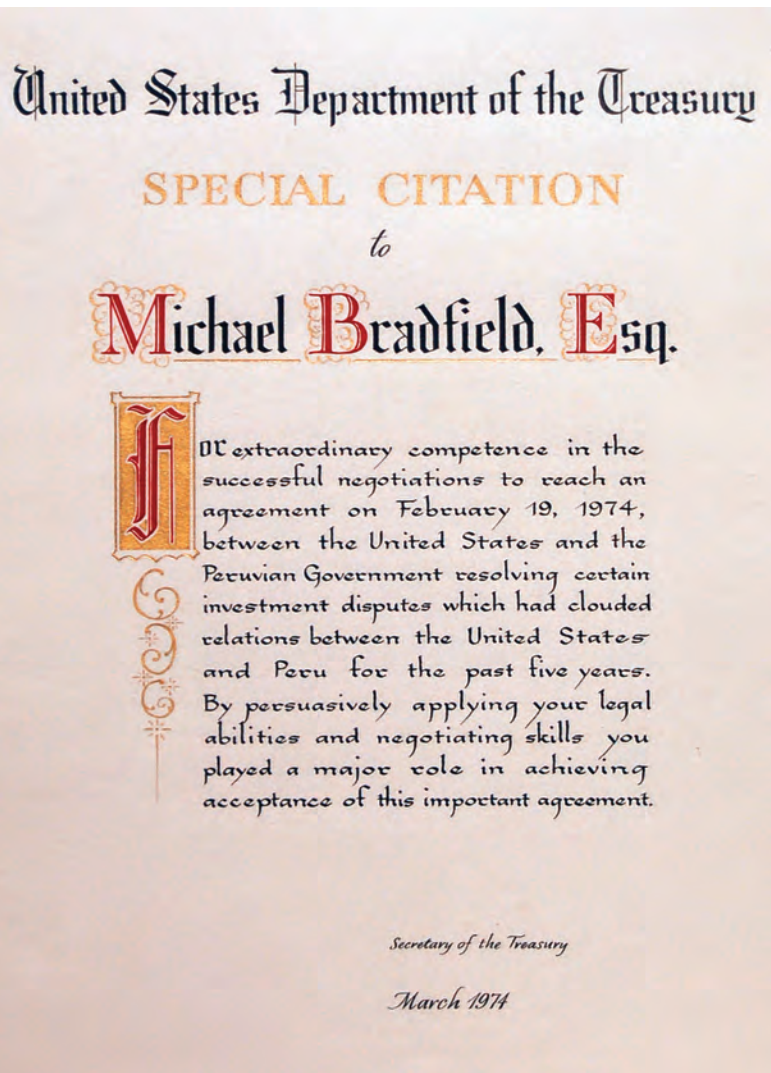 United States Department of the Treasury
SPECIAL CITATION
to
Michael Bradfield, Esq.
For extraordinary competence in the
successful negotiations to reach an
agreement on February 19, 1974,
between the United States and the
Peruvian Government resolving certain
investment disputes which had clouded
relations between the United States
and Peru for the past five years.
By persuasively applying your legal
abilities and negotiating skills you
played a major role in achieving
acceptance of this important agreement.
Secretary of the Treasury
March 1974